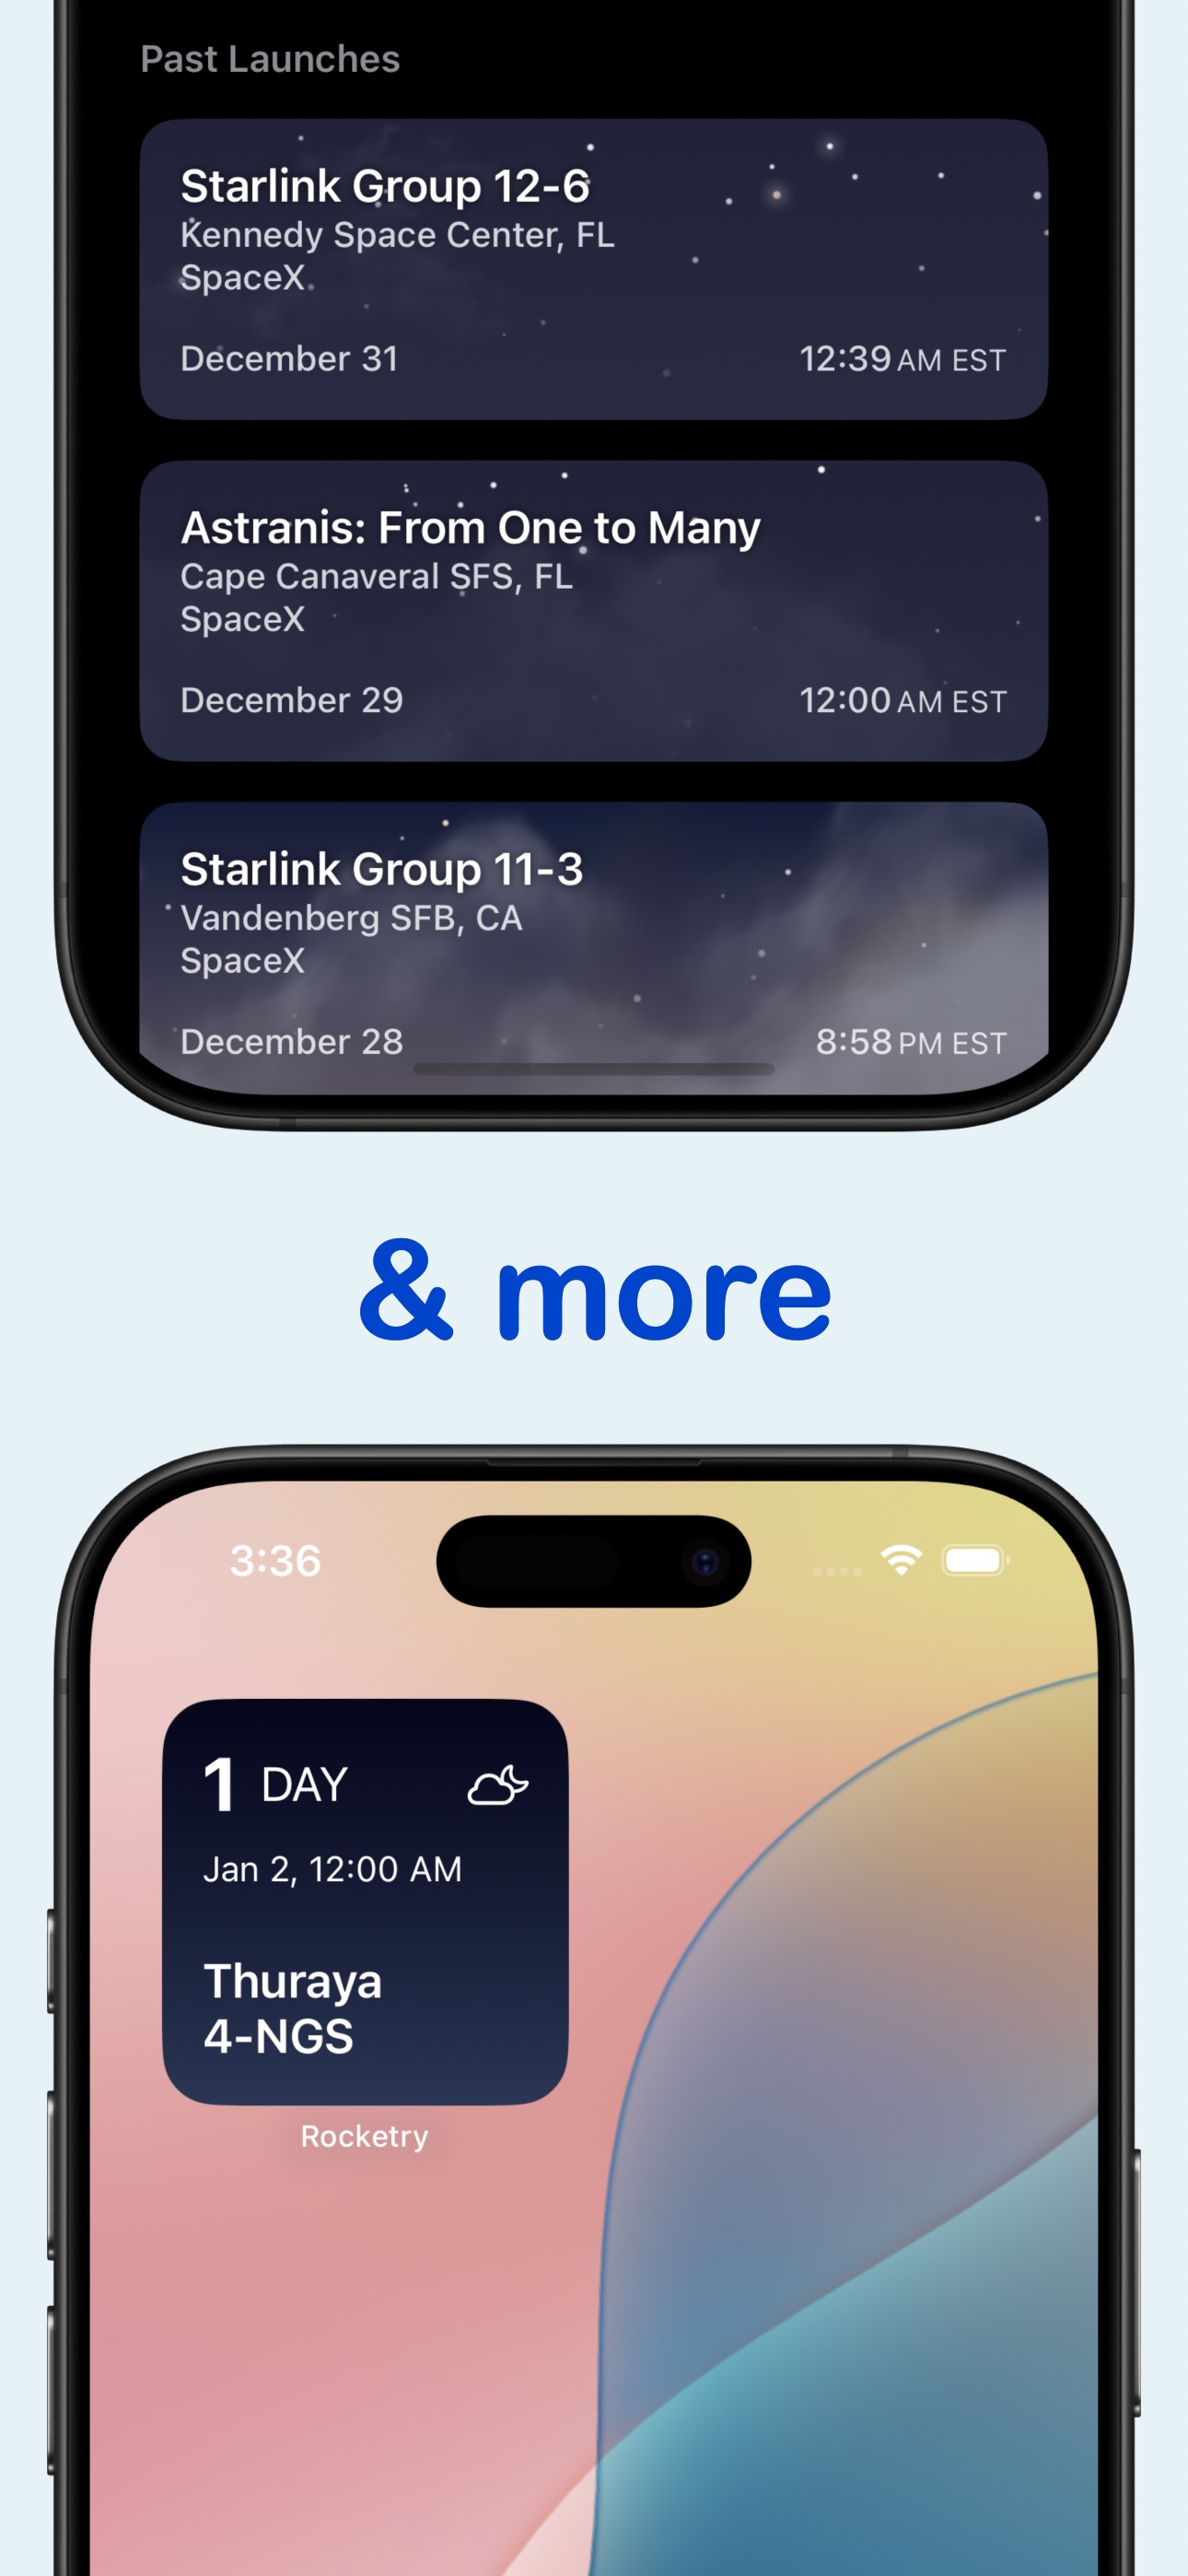 Past Launches
Starlink Group 12-6
Kennedy Space Center, FL
SpaceX
December 31 12:39 AM EST
Astranis: From One to Many
Cape Canaveral SFS, FL
SpaceX
December 29 12:00 AM EST
Starlink Group 11-3
Vandenberg SFB, CA
SpaceX
December 28 8:58 PM EST
& more
3:36
1 DAY
Jan 2, 12:00 AM
Thuraya
4-NGS
Rocketry